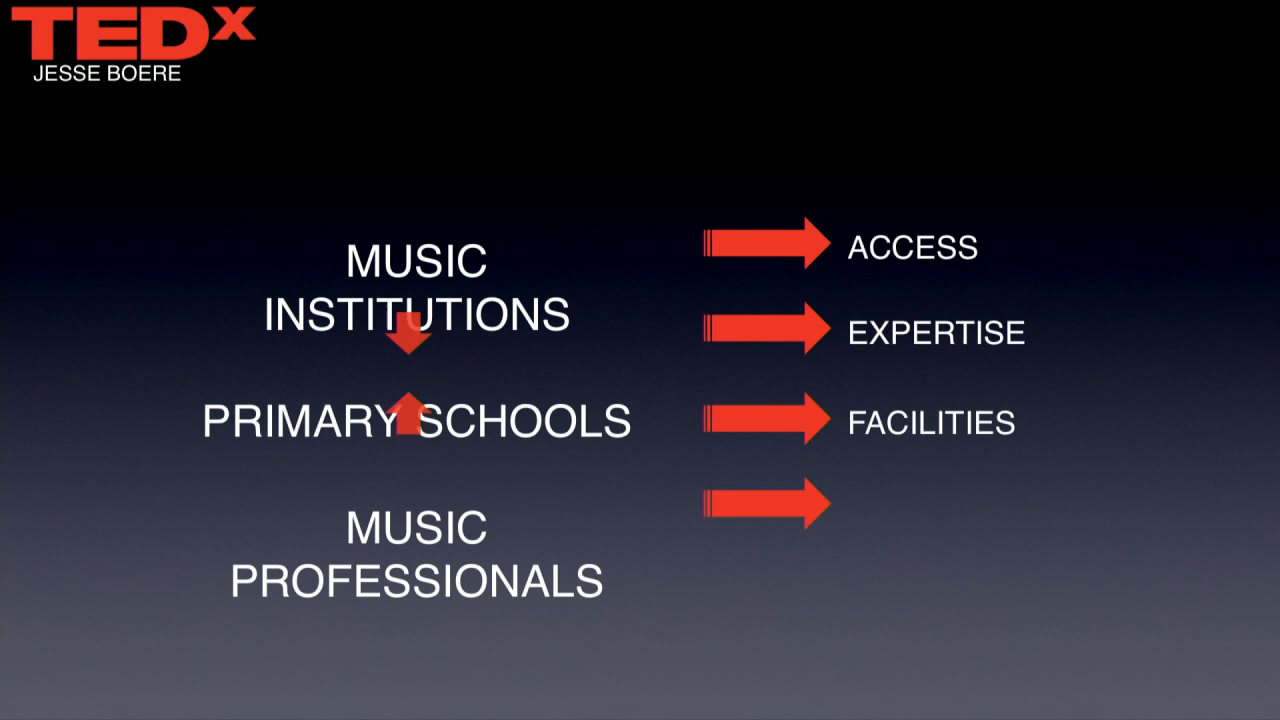 TEDx
JESSE BOERE
MUSIC
INSTITUTIONS
PRIMARY SCHOOLS
MUSIC
PROFESSIONALS
ACCESS
EXPERTISE
FACILITIES